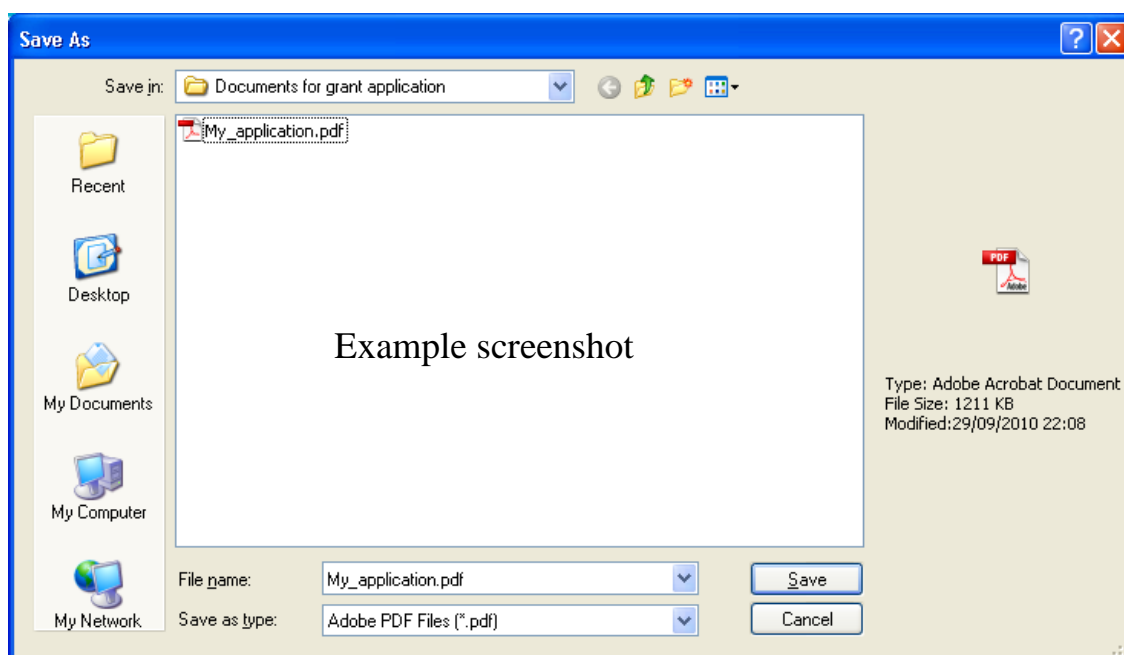 Save As
Save in: Documents for grant application
My_application.pdf
Recent
Desktop
My Documents
My Computer
My Network
Example screenshot
PDF
Adobe
Type: Adobe Acrobat Document
File Size: 1211 KB
Modified:29/09/2010 22:08
File name: My_application.pdf Save
Save as type: Adobe PDF Files (*.pdf) Cancel